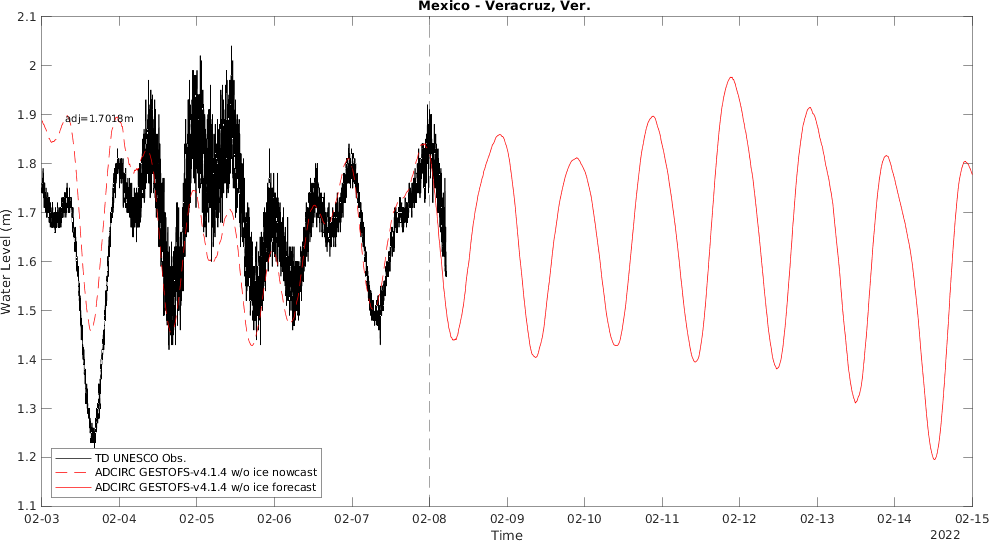 Mexico - Veracruz, Ver.
2.1
2
1.9
1.8
1.7
1.6
1.5
1.4
1.3
1.2
1.1
Water Level (m)
adj=1.7018m
TD UNESCO Obs.
ADCIRC GESTOFS-v4.1.4 w/o ice nowcast
ADCIRC GESTOFS-v4.1.4 w/o ice forecast
02-03 02-04 02-05 02-06 02-07 02-08 02-09 02-10 02-11 02-12 02-13 02-14 02-15
Time
2022